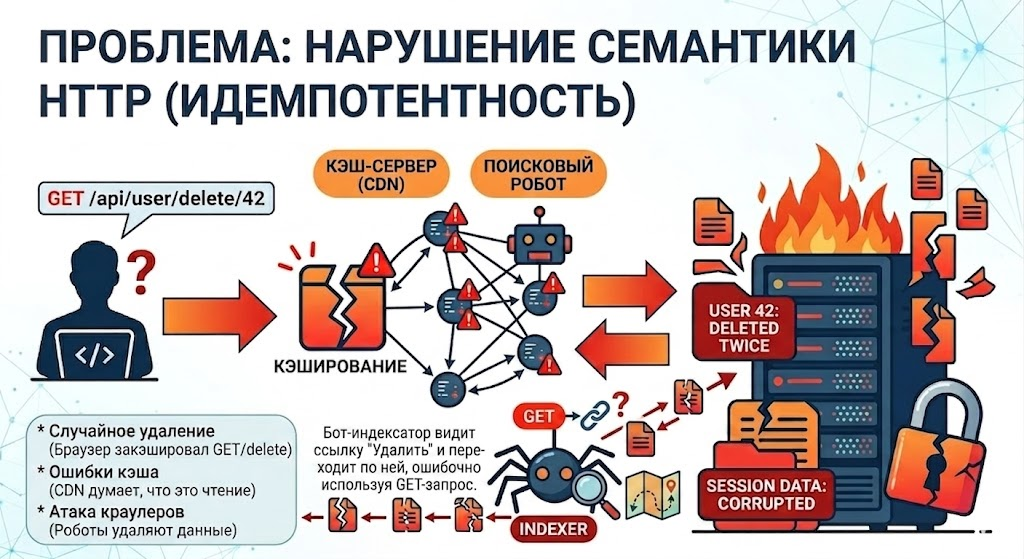 ПРОБЛЕМА: НАРУШЕНИЕ СЕМАНТИКИ
HTTP (ИДЕМПОТЕНТНОСТЬ)
КЭШ-СЕРВЕР
(CDN)
ПОИСКОВЫЙ
РОБОТ
GET /api/user/delete/42
?
</>
КЭШИРОВАНИЕ
USER 42:
DELETED
TWICE
* Случайное удаление
(Браузер закэшировал GET/delete)
* Ошибки кэша
(CDN думает, что это чтение)
* Атака краулеров
(Роботы удаляют данные)
Бот-индексатор видит
ссылку "Удалить" и пере-
ходит по ней, ошибочно
используя GET-запрос.
GET
?
INDEXER
SESSION DATA:
CORRUPTED